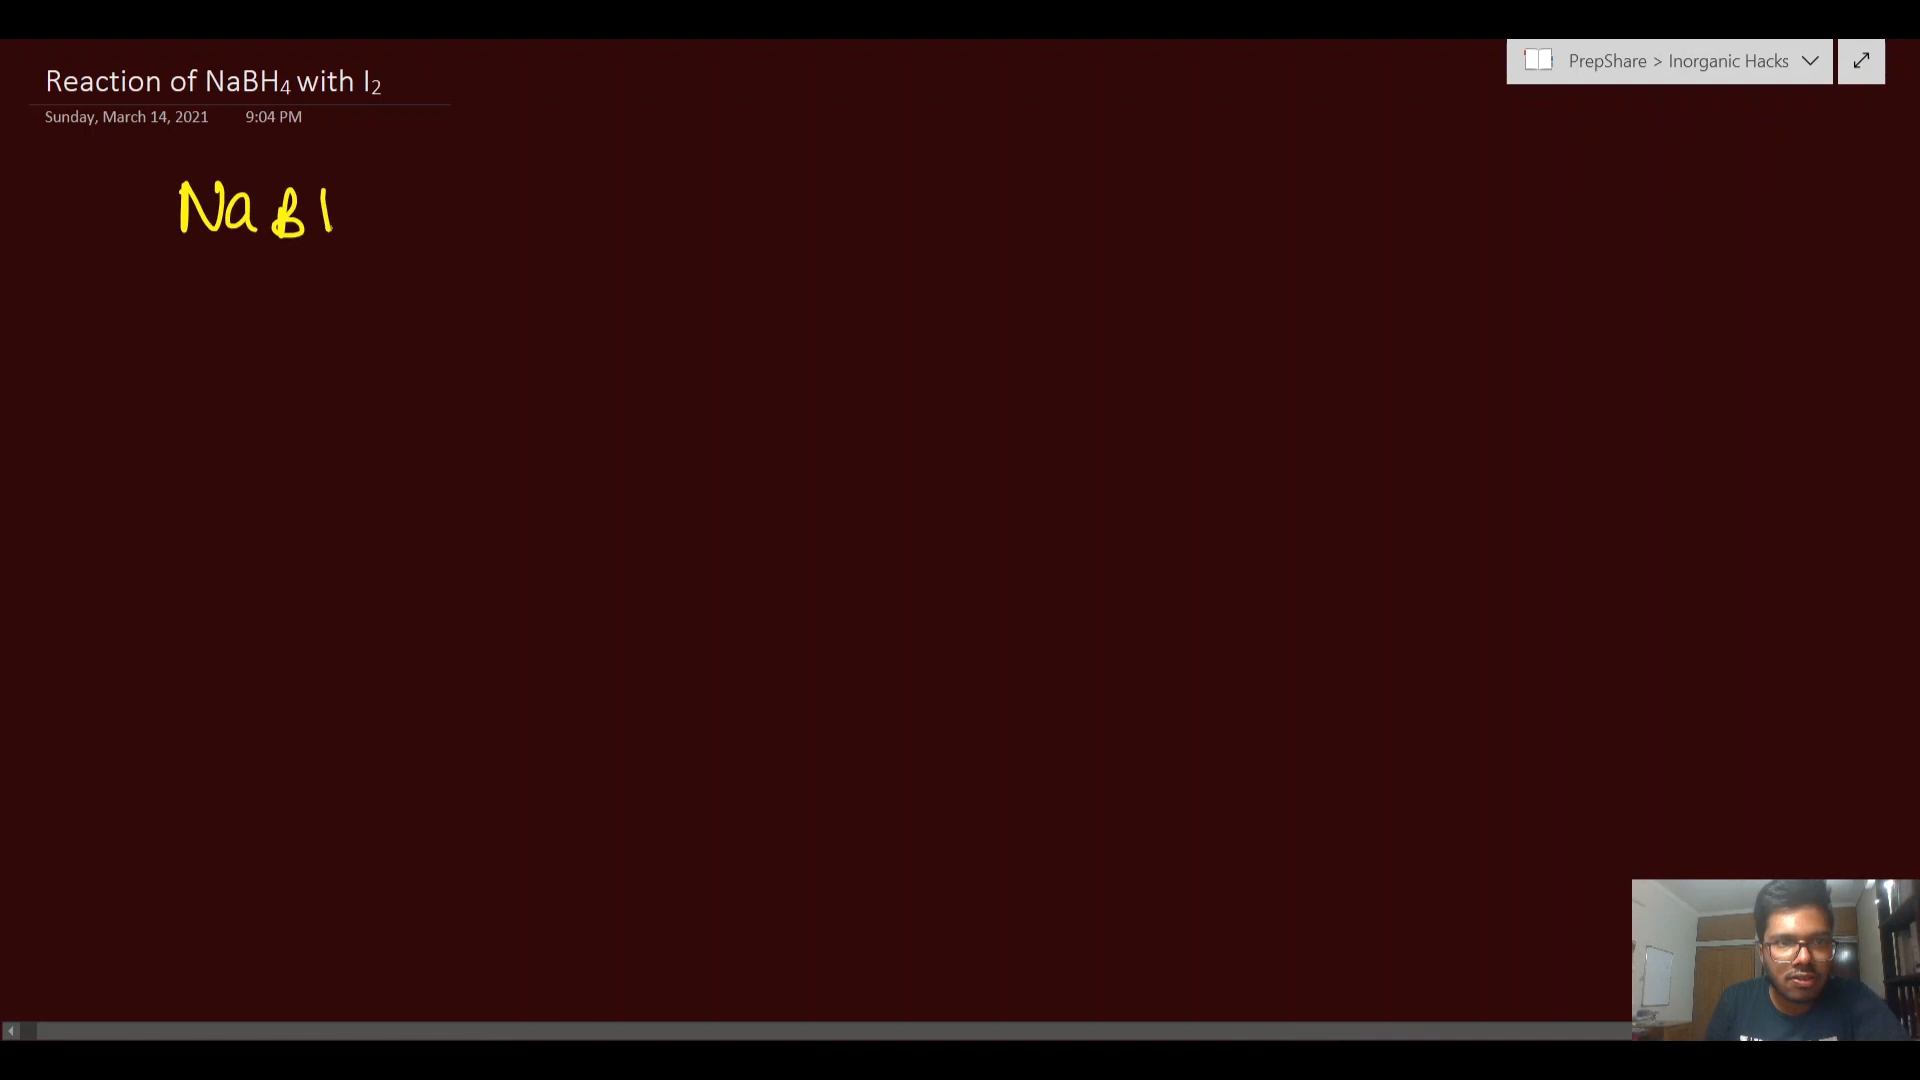 Reaction of NaBH₄ with I₂
PrepShare > Inorganic Hacks
Sunday, March 14, 2021 9:04 PM
NaBI